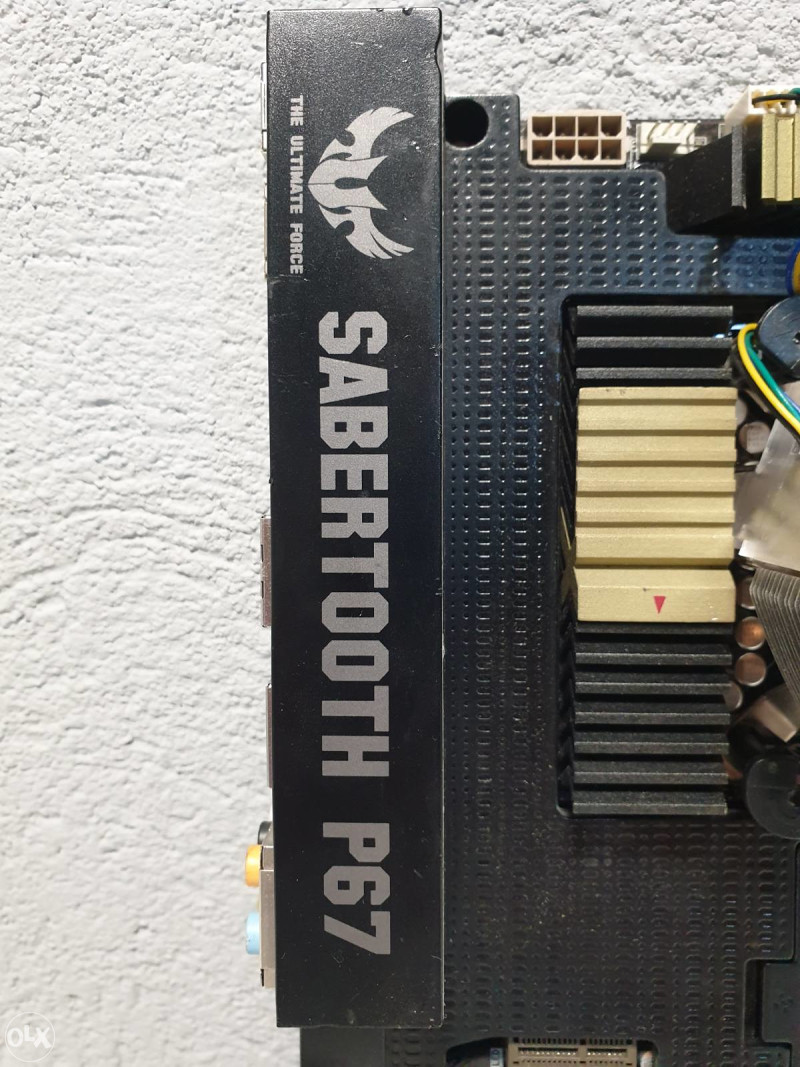 THE ULTIMATE FORCE
SABERTOOTH P67
OLX